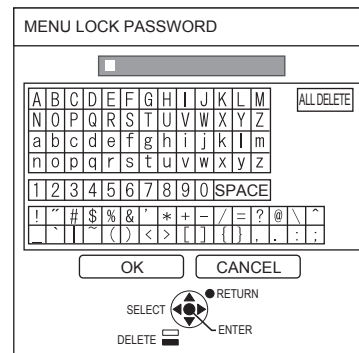 MENU LOCK PASSWORD
A B C D E F G H I J K L M ALL DELETE
N O P Q R S T U V W X Y Z
a b c d e f g h i j k l m
n o p q r s t u v w x y z
1 2 3 4 5 6 7 8 9 0 SPACE
! ˜ # $ % & ' * + - / = ? @ \ ^
_ ` | ~ ( ) < > [ ] { } , . : ;
OK CANCEL
RETURN
SELECT
ENTER
DELETE